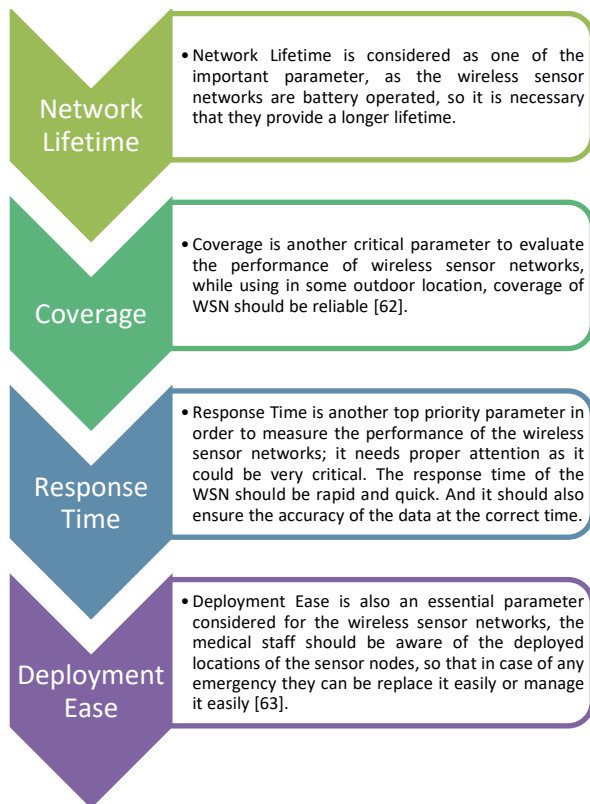 Network
Lifetime
• Network Lifetime is considered as one of the
important parameter, as the wireless sensor
networks are battery operated, so it is necessary
that they provide a longer lifetime.
Coverage
• Coverage is another critical parameter to evaluate
the performance of wireless sensor networks,
while using in some outdoor location, coverage of
WSN should be reliable [62].
Response
Time
• Response Time is another top priority parameter in
order to measure the performance of the wireless
sensor networks; it needs proper attention as it
could be very critical. The response time of the
WSN should be rapid and quick. And it should also
ensure the accuracy of the data at the correct time.
Deployment
Ease
• Deployment Ease is also an essential parameter
considered for the wireless sensor networks, the
medical staff should be aware of the deployed
locations of the sensor nodes, so that in case of any
emergency they can be replace it easily or manage
it easily [63].